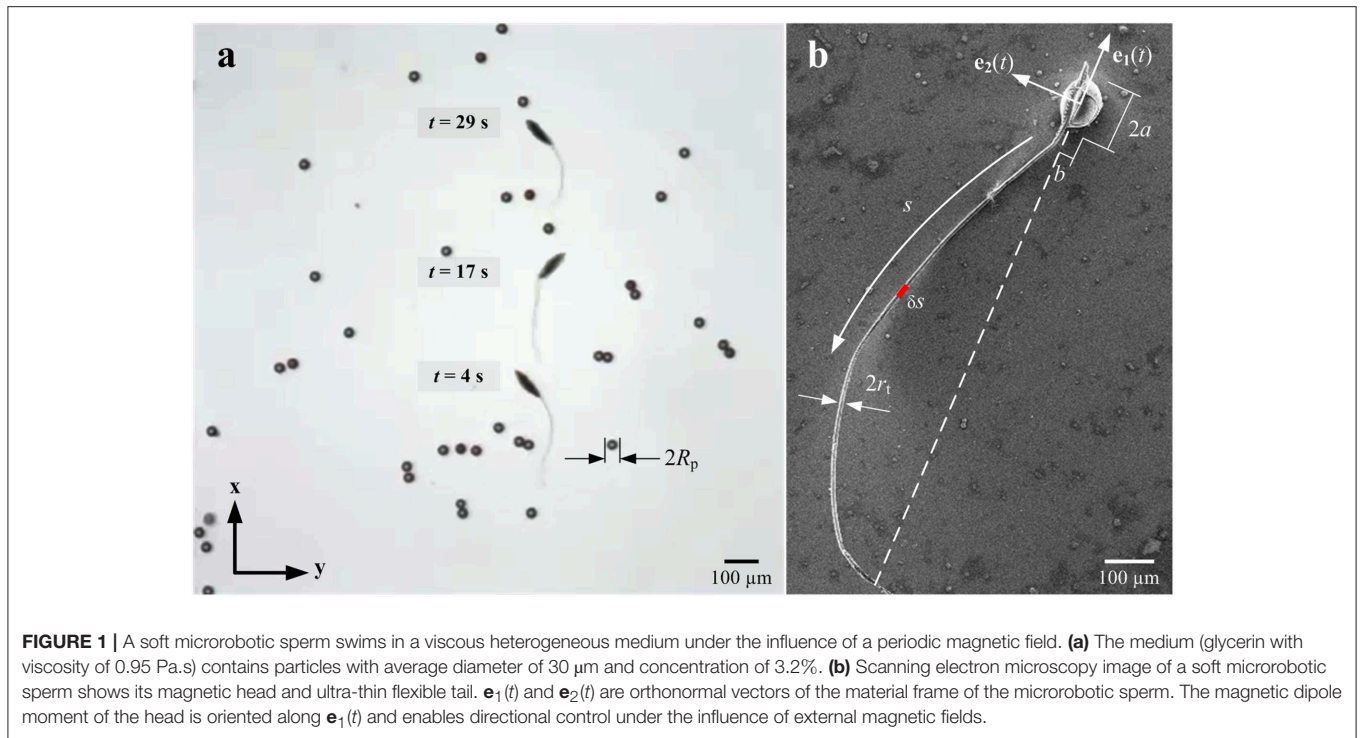 a
t = 29 s
t = 17 s
t = 4 s
2Rₚ
x
y
100 µm
b
e₂(t)
e₁(t)
2a
b
s
δs
2rₜ
100 µm
FIGURE 1 | A soft microrobotic sperm swims in a viscous heterogeneous medium under the influence of a periodic magnetic field. (a) The medium (glycerin with
viscosity of 0.95 Pa.s) contains particles with average diameter of 30 µm and concentration of 3.2%. (b) Scanning electron microscopy image of a soft microrobotic
sperm shows its magnetic head and ultra-thin flexible tail. e₁(t) and e₂(t) are orthonormal vectors of the material frame of the microrobotic sperm. The magnetic dipole
moment of the head is oriented along e₁(t) and enables directional control under the influence of external magnetic fields.